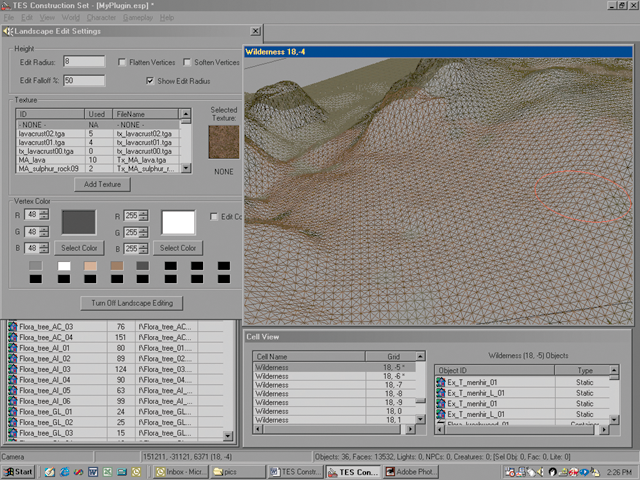 TES Construction Set - [MyPlugin.esp] *
File Edit View World Character Gameplay Help
Landscape Edit Settings
Height
Edit Radius: 8 Flatten Vertices Soften Vertices
Edit Falloff %: 50 Show Edit Radius
Texture
ID Used FileName
- NONE - NA - NONE -
lavacrust02.tga 5 tx_lavacrust02.tga
lavacrust01.tga 4 tx_lavacrust01.tga
lavacrust00.tga 0 tx_lavacrust00.tga
MA_lava 10 Tx_MA_lava.tga
MA_sulphur_rock09 2 Tx_MA_sulphur_r...
Selected Texture:
NONE
Add Texture
Vertex Color
R 48 R 255 Edit Co
G 48 G 255
B 48 Select Color B 255 Select Color
Turn Off Landscape Editing
Wilderness 18,-4
Flora_tree_AC_03 76 f\Flora_tree_AC...
Flora_tree_AC_04 151 f\Flora_tree_AC...
Flora_tree_AI_01 80 f\Flora_tree_01...
Flora_tree_AI_02 89 f\Flora_tree_02...
Flora_tree_AI_03 124 f\Flora_tree_03...
Flora_tree_AI_04 90 f\Flora_tree_04...
Flora_tree_AI_05 63 f\Flora_tree_AI_...
Flora_tree_AI_06 99 f\Flora_tree_AI_...
Flora_tree_GL_01 24 f\Flora_tree_GL...
Flora_tree_GL_02 25 f\Flora_tree_GL...
Flora_tree_GL_03 15 f\Flora_tree_GL...
Cell View
Cell Name Grid
Wilderness 18, -5 *
Wilderness 18, -6 *
Wilderness 18, -7
Wilderness 18, -8
Wilderness 18, -9
Wilderness 18, 0
Wilderness 18, 1
Wilderness (18, -5) Objects
Object ID Type
Ex_T_menhir_01 Static
Ex_T_menhir_L_01 Static
Ex_T_menhir_01 Static
Ex_T_menhir_L_01 Static
Container
Camera 151211, -31121, 6371 (18, -4) Objects: 36, Faces: 13532, Lights: 0, NPCs: 0, Creatures: 0; [Sel Obj: 0, Fac: 0, Lite: 0]
Start Inbox - Micr... pics TES Constr... TES Con... Adobe Phot... 2:26 PM